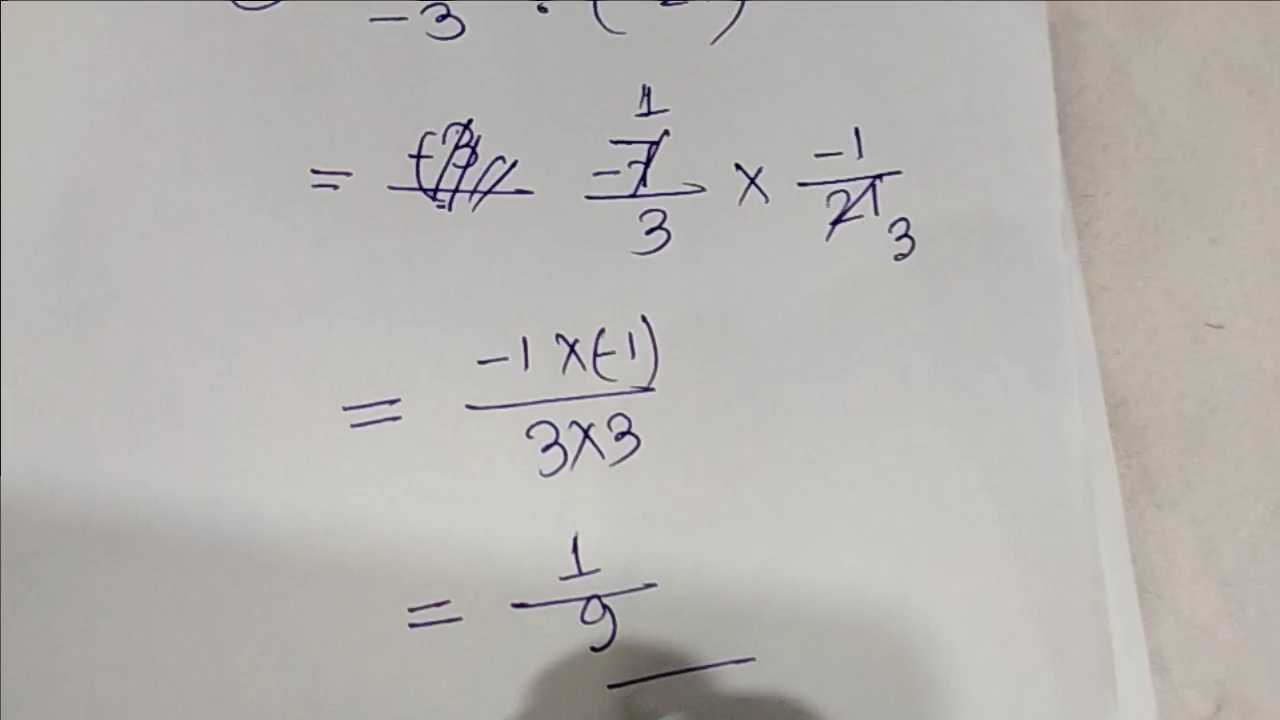 -3 ÷ (
= -7/3 × -1/21
1 3
= -1 × (-1) / 3×3
= 1/9